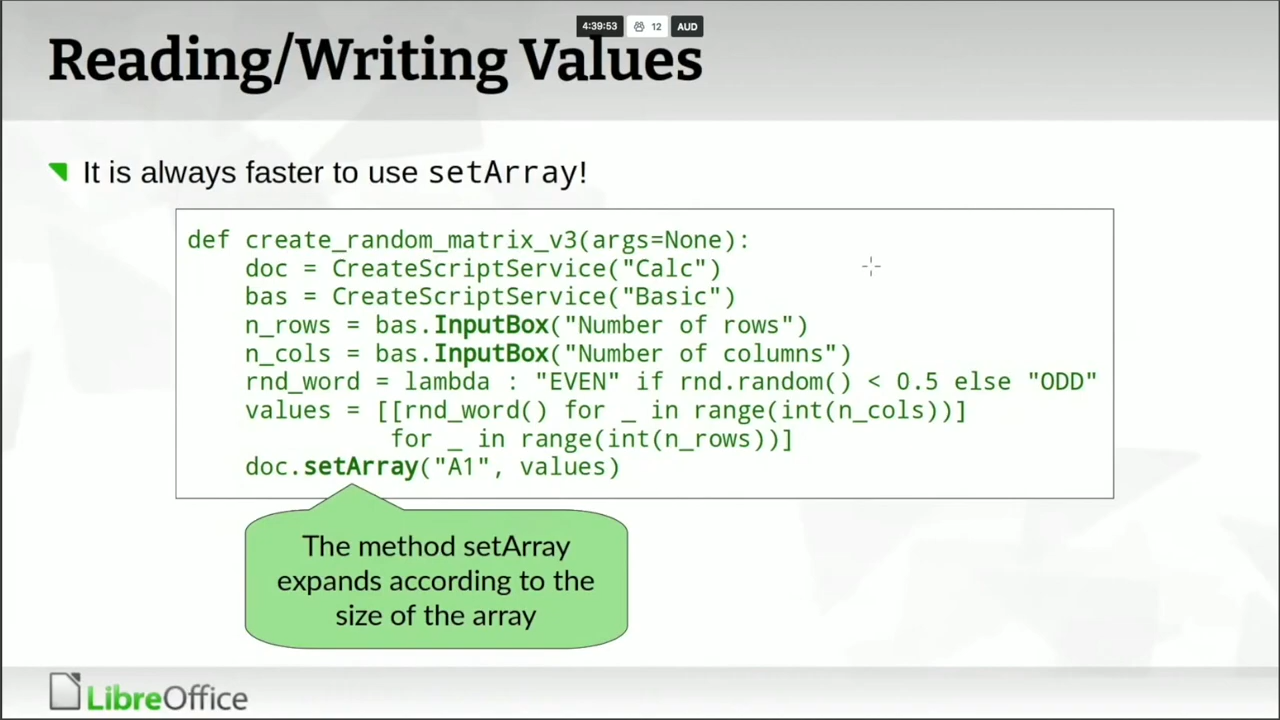 4:39:53 12 AUD
Reading/Writing Values
It is always faster to use setArray!
def create_random_matrix_v3(args=None):
    doc = CreateScriptService("Calc")
    bas = CreateScriptService("Basic")
    n_rows = bas.InputBox("Number of rows")
    n_cols = bas.InputBox("Number of columns")
    rnd_word = lambda : "EVEN" if rnd.random() < 0.5 else "ODD"
    values = [[rnd_word() for _ in range(int(n_cols))]
              for _ in range(int(n_rows))]
    doc.setArray("A1", values)
The method setArray
expands according to the
size of the array
LibreOffice